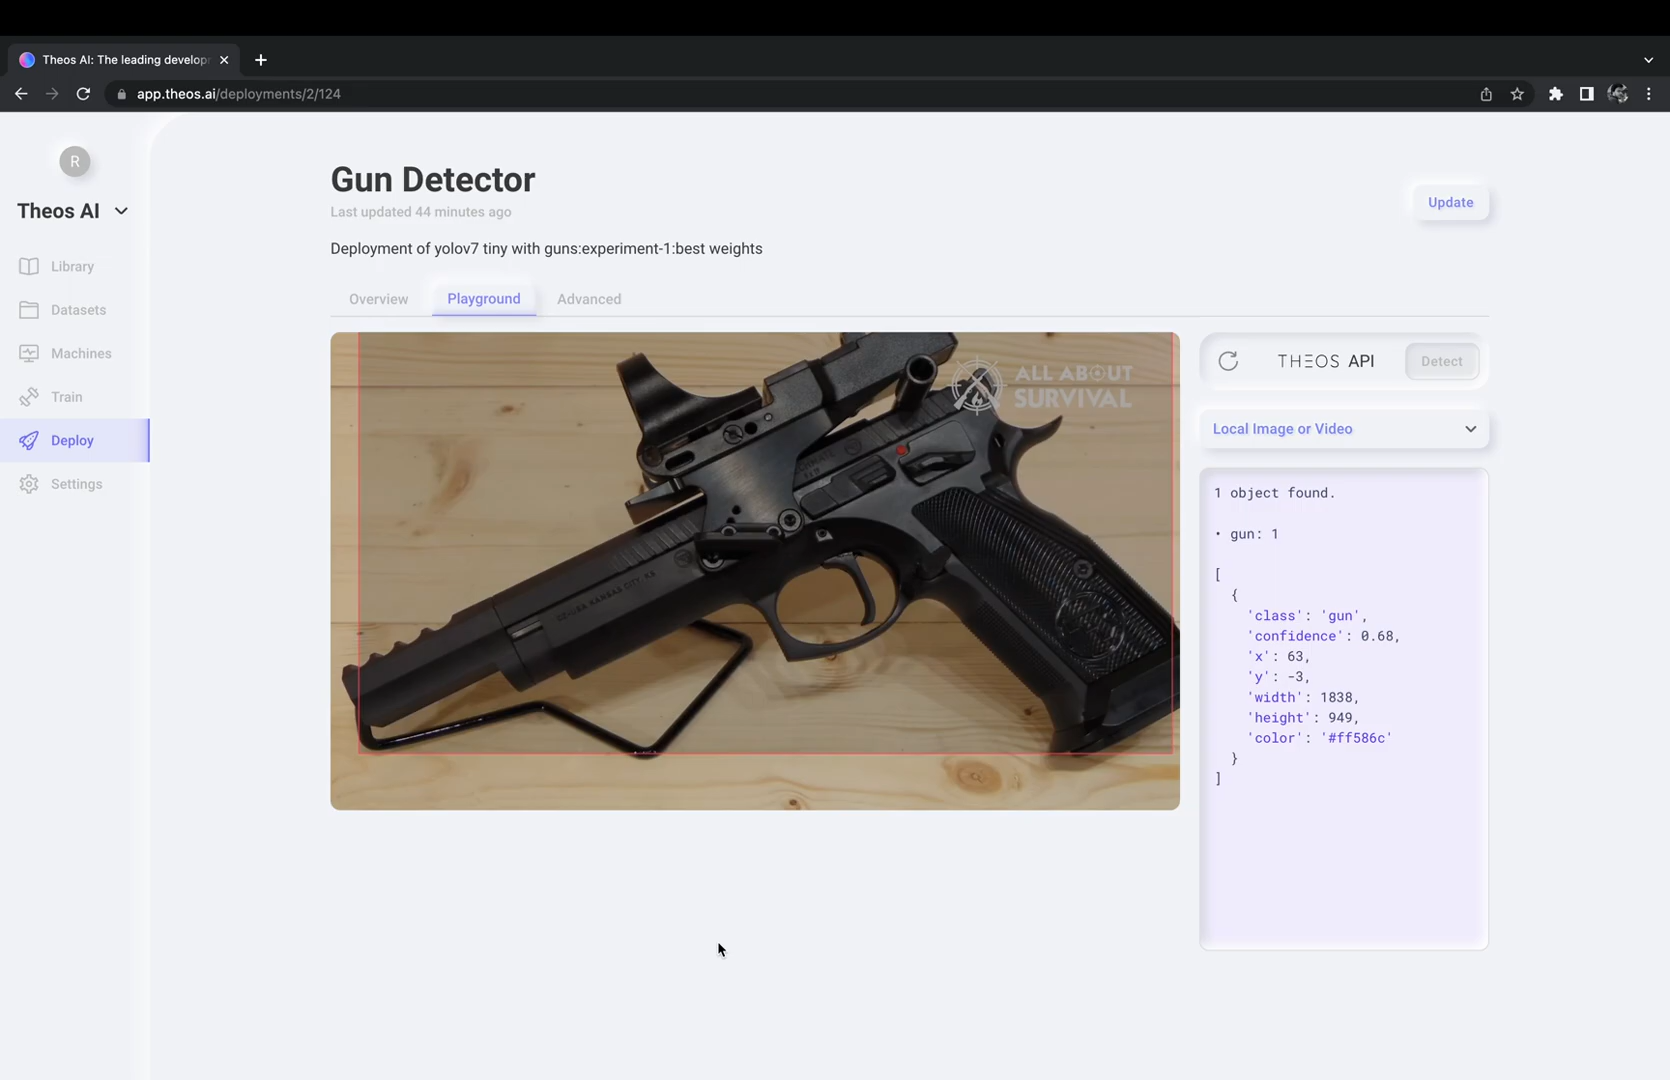 Theos AI: The leading develop
app.theos.ai/deployments/2/124
R
Theos AI
Library
Datasets
Machines
Train
Deploy
Settings
Gun Detector
Last updated 44 minutes ago
Update
Deployment of yolov7 tiny with guns:experiment-1:best weights
Overview
Playground
Advanced
ALL ABOUT
SURVIVAL
THEOS API
Detect
Local Image or Video
1 object found.
• gun: 1
[
{
'class': 'gun',
'confidence': 0.68,
'x': 63,
'y': -3,
'width': 1838,
'height': 949,
'color': '#ff586c'
}
]